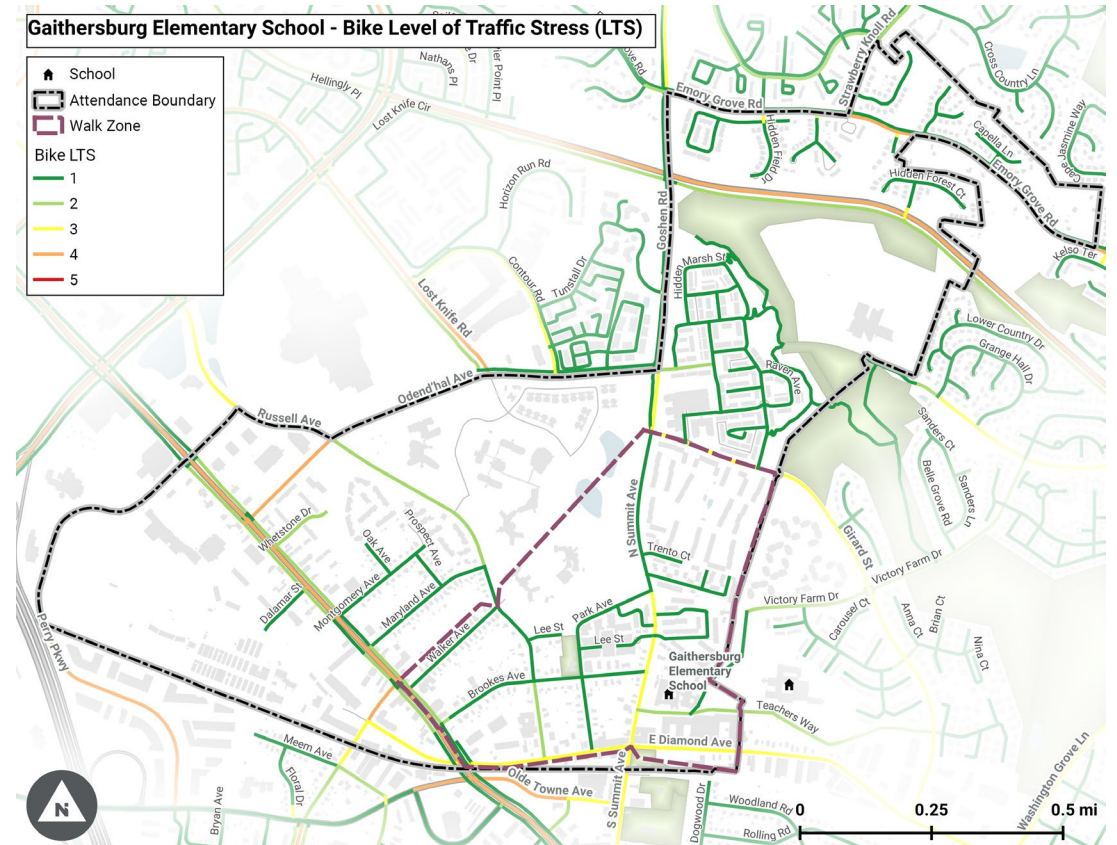 Gaithersburg Elementary School - Bike Level of Traffic Stress (LTS)
School
Attendance Boundary
Walk Zone
Bike LTS
1
2
3
4
5
Nathans Pl
Hellingly Pl
Lost Knife Cir
Strawberry Knoll Rd
Cross Country Ln
Emory Grove Rd
Hidden Field Dr
Capella Ln
Jasmine Way
Hidden Forest Ct
Emory Grove Rd
Kelso Ter
Horizon Run Rd
Goshen Rd
Contour Rd
Tunstall Dr
Hidden Marsh St
Lost Knife Rd
Lower Country Dr
Grange Hall Dr
Raven Ave
Odend'hal Ave
Russell Ave
Sanders Ct
Belle Grove Rd
Sanders Ln
N Summit Ave
Girard St
Whetstone Dr
Oak Ave
Prospect Ave
Trento Ct
Victory Farm Dr
Montgomery Ave
Maryland Ave
Dalamar St
Park Ave
Victory Farm Dr
Carousel Ct
Anna Ct
Brian Ct
Nina Ct
Walker Ave
Lee St
Lee St
Perry Pkwy
Brookes Ave
Gaithersburg
Elementary
School
Teachers Way
E Diamond Ave
Meem Ave
Floral Dr
Bryan Ave
Olde Towne Ave
S Summit Ave
Dogwood Dr
Woodland Rd
Rolling Rd
Washington Grove Ln
N
0 0.25 0.5 mi